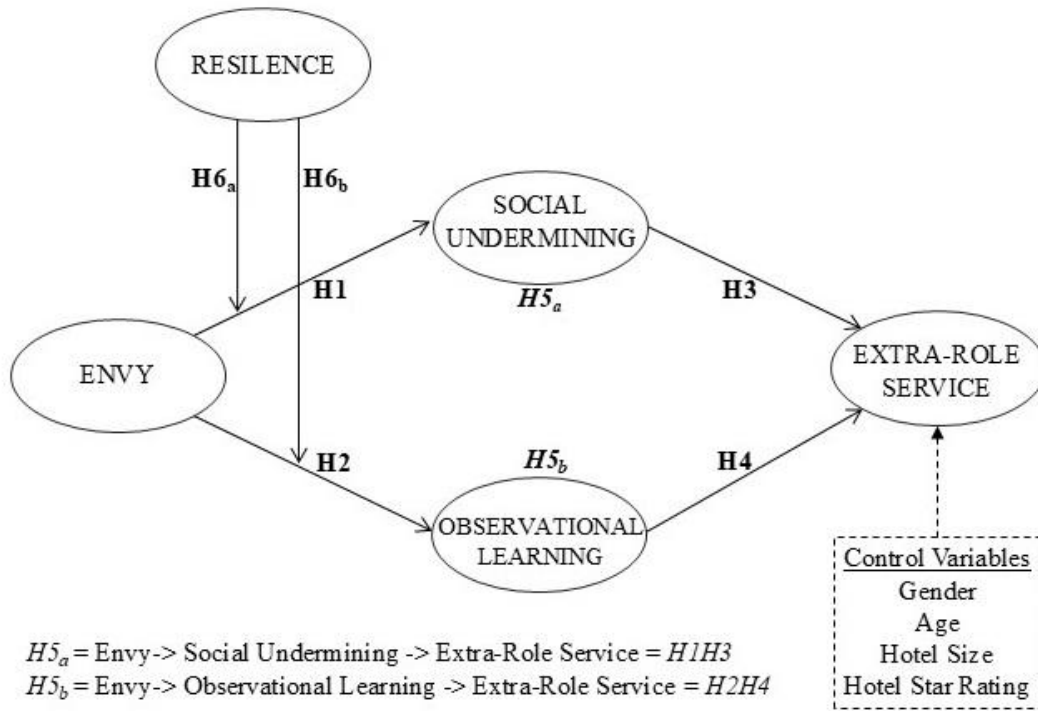 RESILENCE
H6a
H6b
SOCIAL
UNDERMINING
H5a
H1
H3
ENVY
EXTRA-ROLE
SERVICE
H2
H5b
H4
OBSERVATIONAL
LEARNING
Control Variables
Gender
Age
Hotel Size
Hotel Star Rating
H5a = Envy-> Social Undermining -> Extra-Role Service = H1H3
H5b = Envy-> Observational Learning -> Extra-Role Service = H2H4